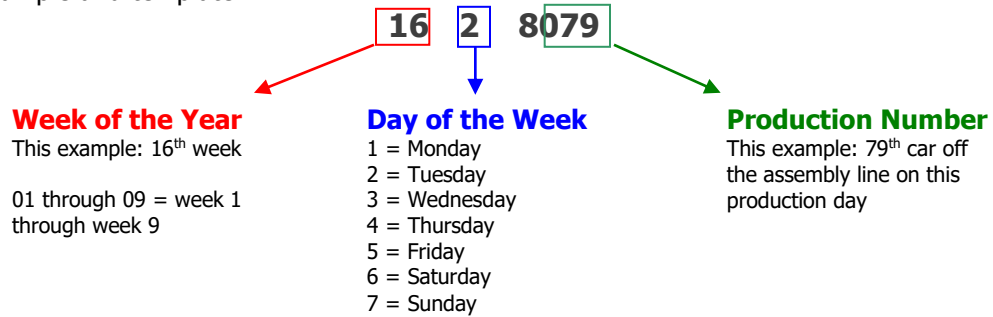 16 2 8079
Week of the Year
This example: 16th week
01 through 09 = week 1
through week 9
Day of the Week
1 = Monday
2 = Tuesday
3 = Wednesday
4 = Thursday
5 = Friday
6 = Saturday
7 = Sunday
Production Number
This example: 79th car off
the assembly line on this
production day